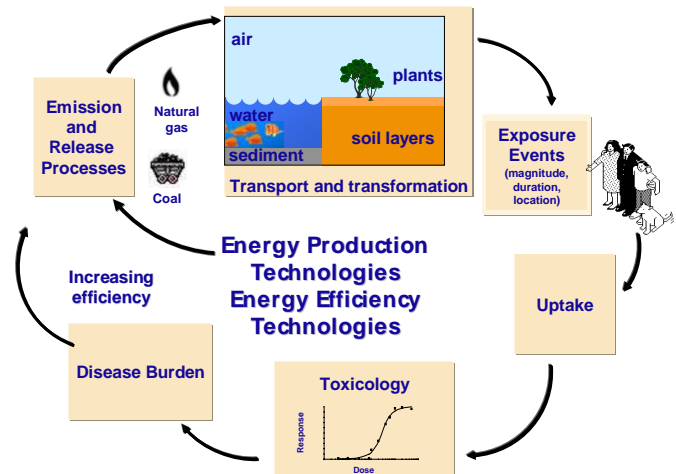 Emission
and
Release
Processes
Natural
gas
Coal
air
plants
water
soil layers
sediment
Transport and transformation
Exposure
Events
(magnitude,
duration,
location)
Uptake
Toxicology
Response
Dose
Disease Burden
Increasing
efficiency
Energy Production
Technologies
Energy Efficiency
Technologies